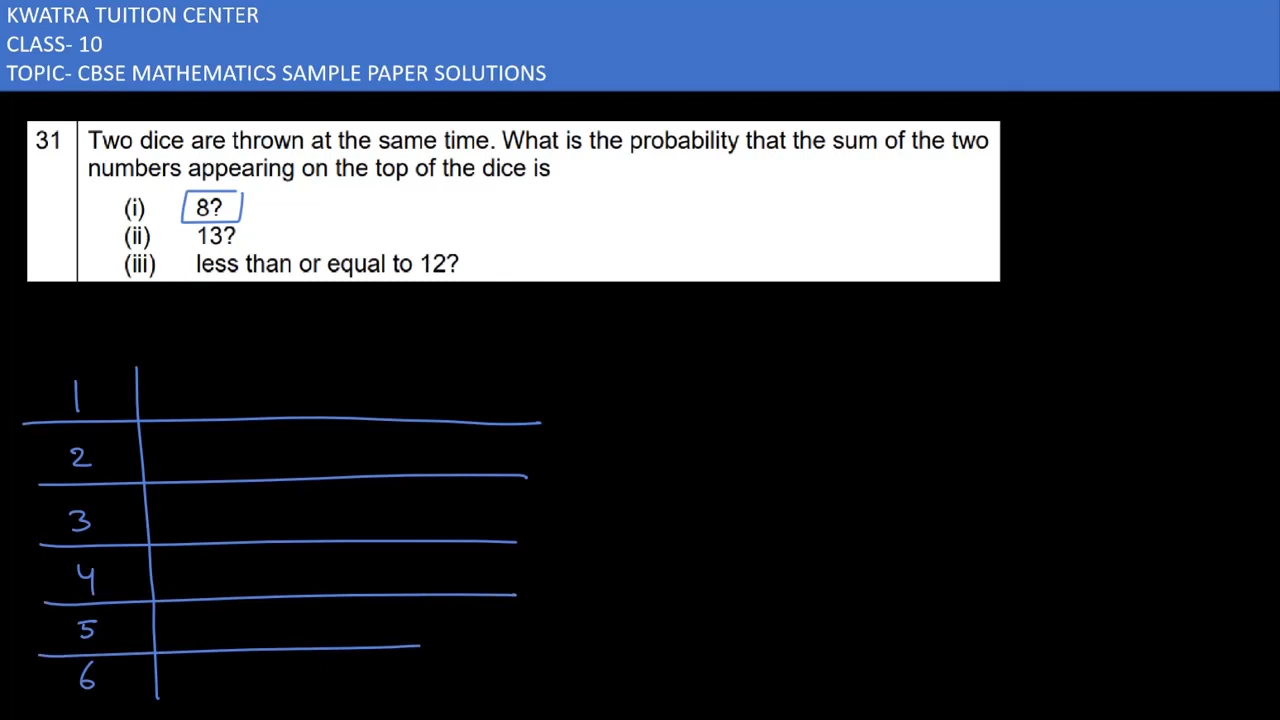 KWATRA TUITION CENTER
CLASS- 10
TOPIC- CBSE MATHEMATICS SAMPLE PAPER SOLUTIONS
31 Two dice are thrown at the same time. What is the probability that the sum of the two
numbers appearing on the top of the dice is
(i) 8?
(ii) 13?
(iii) less than or equal to 12?
1
2
3
4
5
6